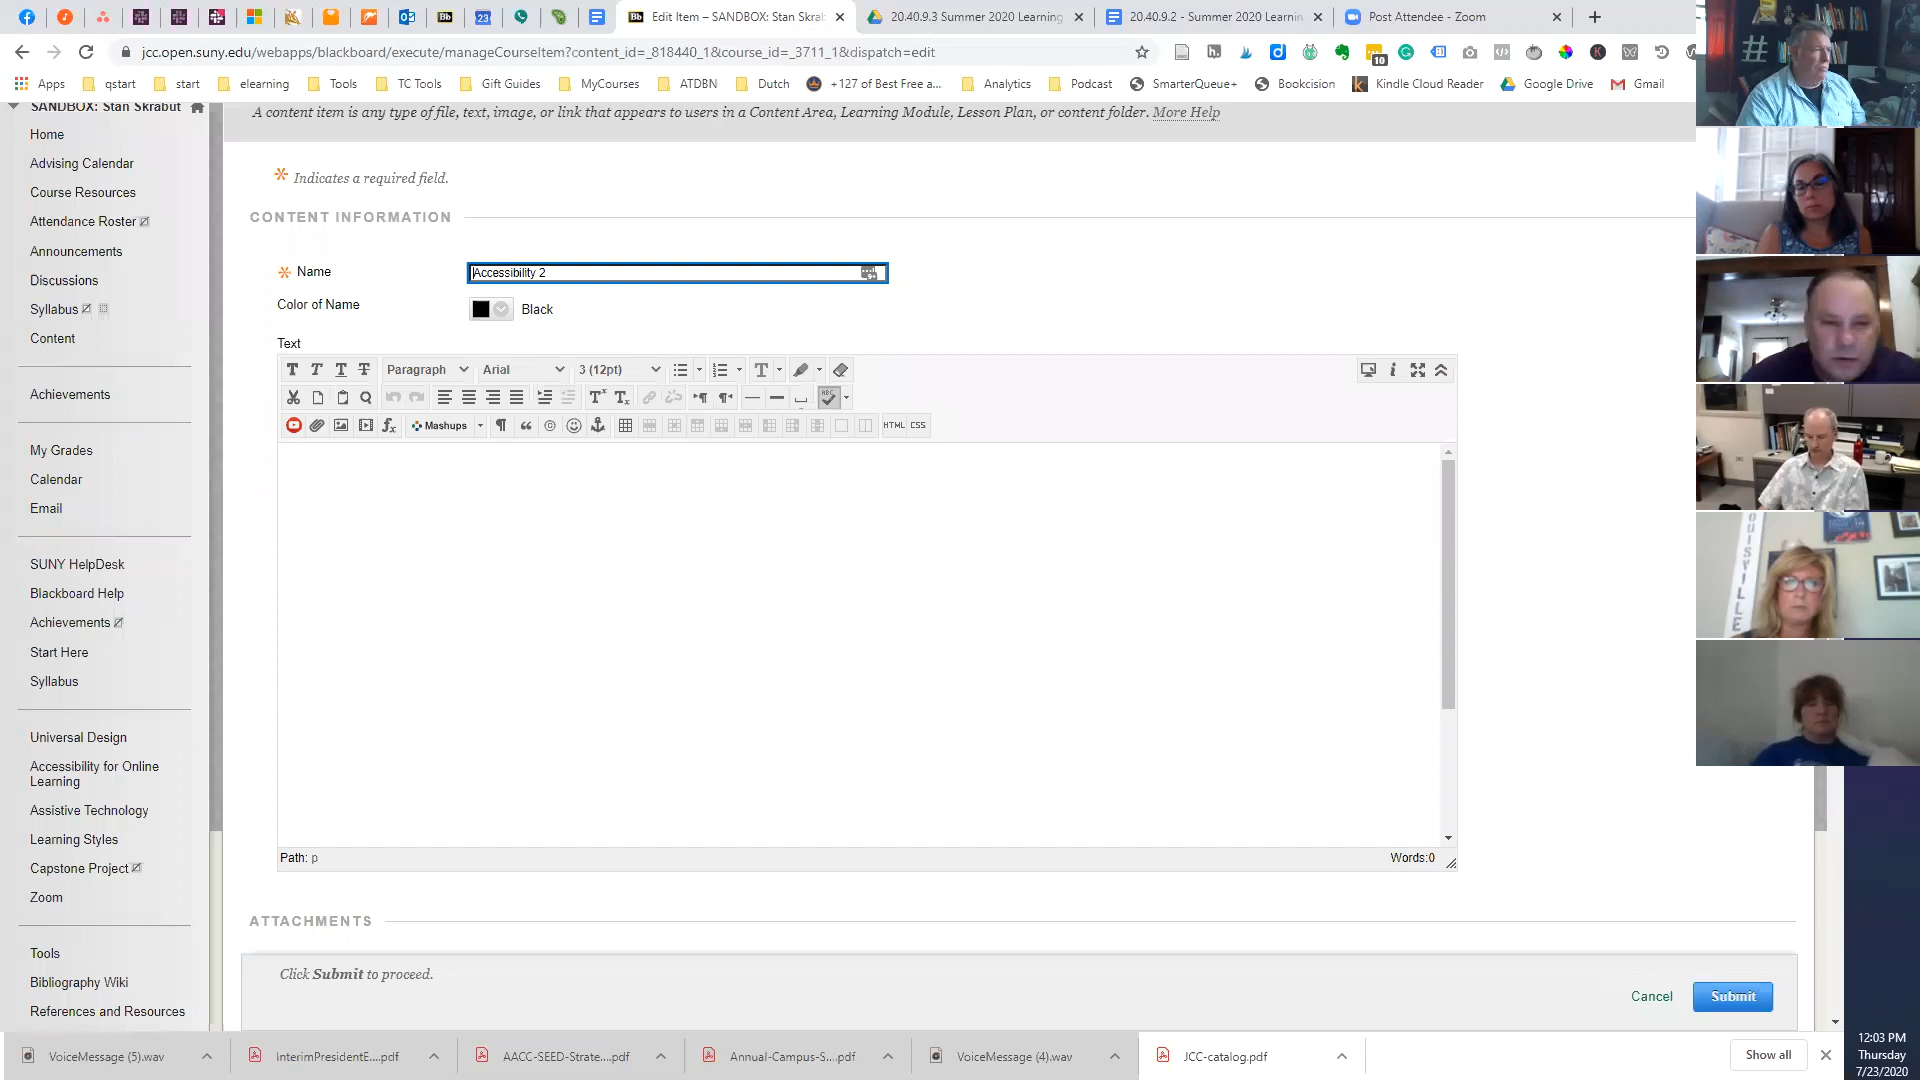 Edit Item – SANDBOX: Stan Skrab
20.40.9.3 Summer 2020 Learning
20.40.9.2 - Summer 2020 Learnin
Post Attendee - Zoom
jcc.open.suny.edu/webapps/blackboard/execute/manageCourseItem?content_id=_818440_1&course_id=_3711_1&dispatch=edit
Apps
qstart
start
elearning
Tools
TC Tools
Gift Guides
MyCourses
ATDBN
Dutch
+127 of Best Free a...
Analytics
Podcast
SmarterQueue+
Bookcision
Kindle Cloud Reader
Google Drive
Gmail
SANDBOX: Stan Skrabut
Home
Advising Calendar
Course Resources
Attendance Roster
Announcements
Discussions
Syllabus
Content
Achievements
My Grades
Calendar
Email
SUNY HelpDesk
Blackboard Help
Achievements
Start Here
Syllabus
Universal Design
Accessibility for Online
Learning
Assistive Technology
Learning Styles
Capstone Project
Zoom
Tools
Bibliography Wiki
References and Resources
A content item is any type of file, text, image, or link that appears to users in a Content Area, Learning Module, Lesson Plan, or content folder. More Help
Indicates a required field.
CONTENT INFORMATION
Name
Accessibility 2
Color of Name
Black
Text
Paragraph
Arial
3 (12pt)
Mashups
HTML CSS
Path: p
Words:0
ATTACHMENTS
Click Submit to proceed.
Cancel
Submit
VoiceMessage (5).wav
InterimPresidentE....pdf
AACC-SEED-Strate....pdf
Annual-Campus-S....pdf
VoiceMessage (4).wav
JCC-catalog.pdf
Show all
12:03 PM
Thursday
7/23/2020